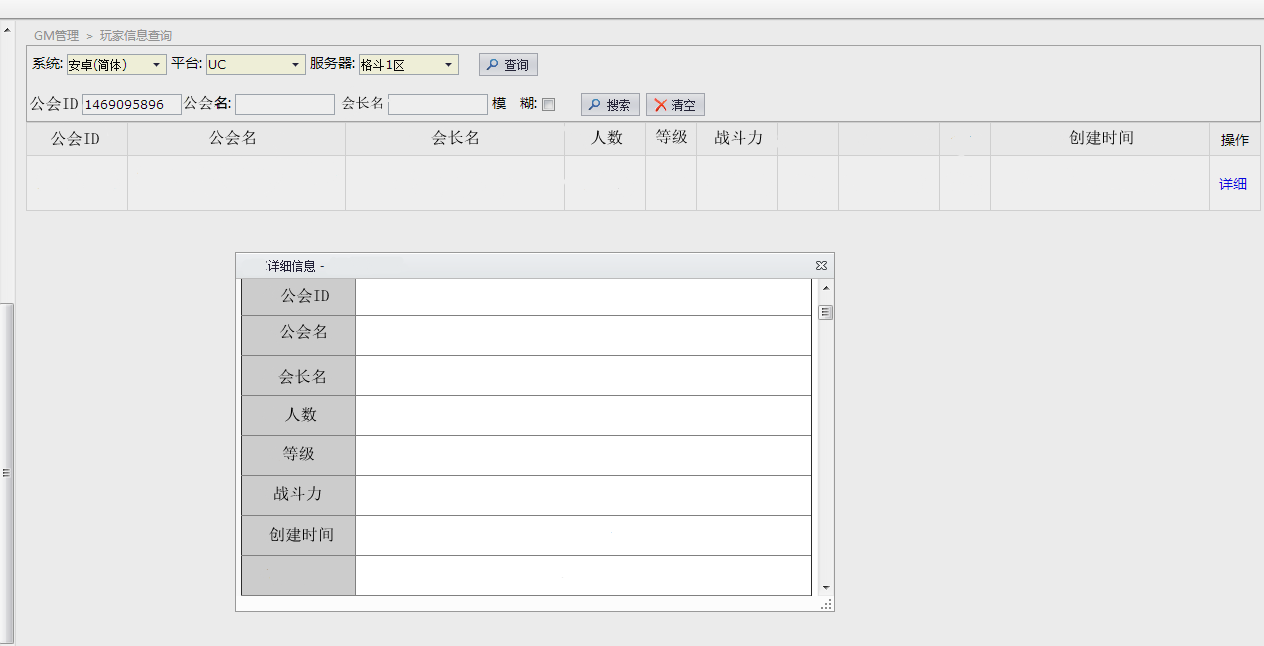 GM管理 > 玩家信息查询
系统: 安卓(简体) 平台: UC 服务器: 格斗1区 查询
公会ID 1469095896 公会名: 会长名 模 糊: 搜索 清空
公会ID 公会名 会长名 人数 等级 战斗力 创建时间 操作
详细
详细信息 -
公会ID
公会名
会长名
人数
等级
战斗力
创建时间